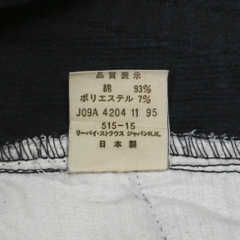 品質表示
綿 93%
ポリエステル 7%
J09A 4204 11 95
515-15
リーバイ・ストラウス ジャパンK.K.
日本製